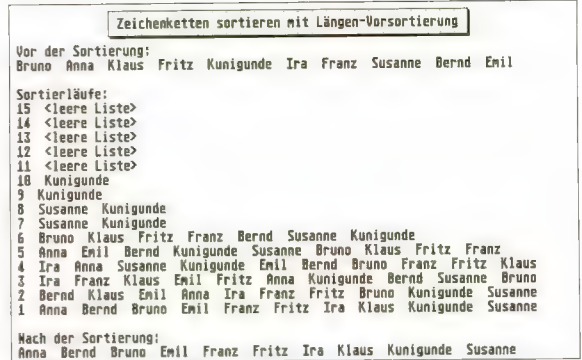 Zeichenketten sortieren mit Längen-Vorsortierung
Vor der Sortierung:
Bruno Anna Klaus Fritz Kunigunde Ira Franz Susanne Bernd Emil
Sortierläufe:
15 <leere Liste>
14 <leere Liste>
13 <leere Liste>
12 <leere Liste>
11 <leere Liste>
10 Kunigunde
9 Kunigunde
8 Susanne Kunigunde
7 Susanne Kunigunde
6 Bruno Klaus Fritz Franz Bernd Susanne Kunigunde
5 Anna Emil Bernd Kunigunde Susanne Bruno Klaus Fritz Franz
4 Ira Anna Susanne Kunigunde Emil Bernd Bruno Franz Fritz Klaus
3 Ira Franz Klaus Emil Fritz Anna Kunigunde Bernd Susanne Bruno
2 Bernd Klaus Emil Anna Ira Franz Fritz Bruno Kunigunde Susanne
1 Anna Bernd Bruno Emil Franz Fritz Ira Klaus Kunigunde Susanne
Nach der Sortierung:
Anna Bernd Bruno Emil Franz Fritz Ira Klaus Kunigunde Susanne